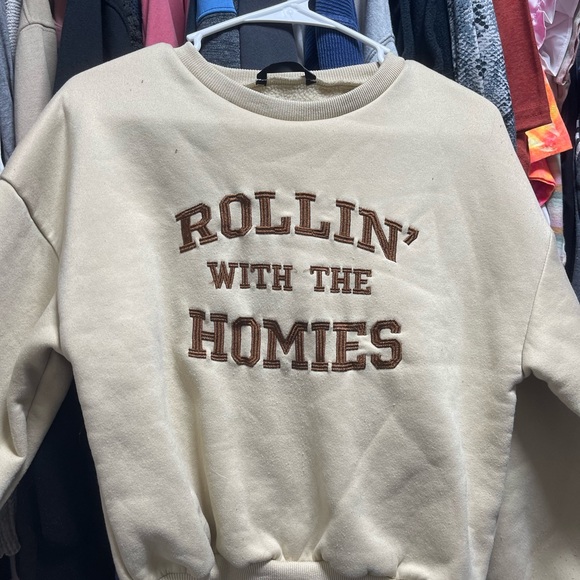 ROLLIN'
WITH THE
HOMIES